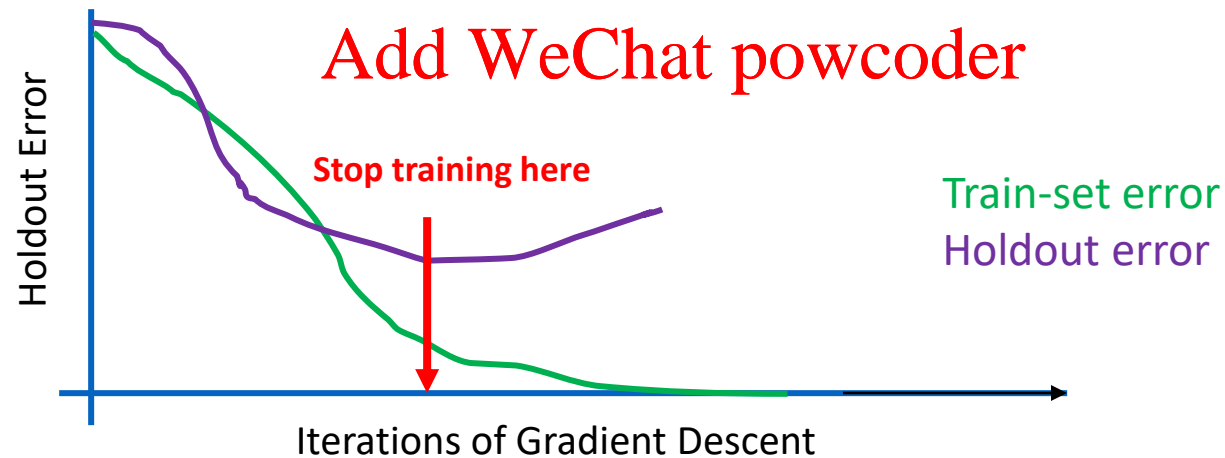 Add WeChat powcoder
Holdout Error
Stop training here
Train-set error
Holdout error
Iterations of Gradient Descent